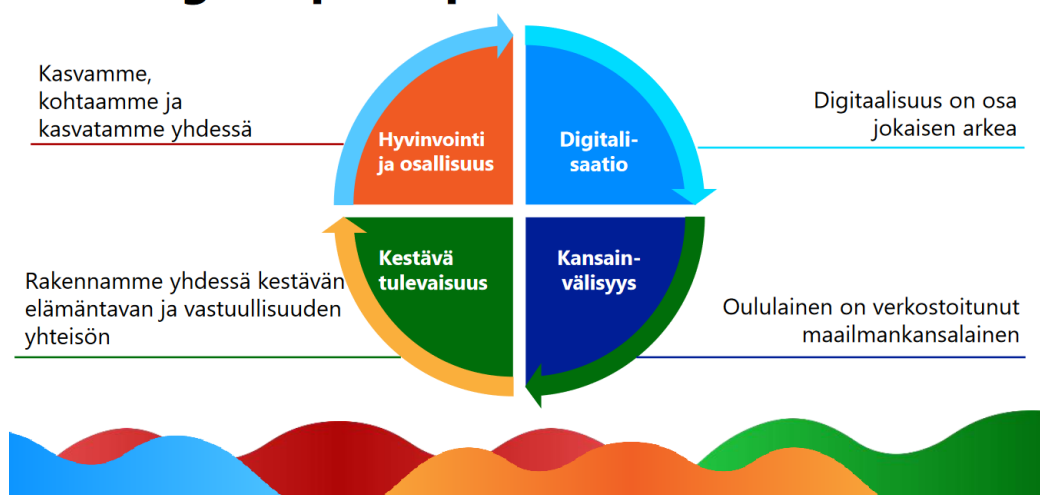 Kasvamme,
kohtaamme ja
kasvatamme yhdessä
Hyvinvointi
ja osallisuus
Digitali-
saatio
Digitaalisuus on osa
jokaisen arkea
Rakennamme yhdessä kestävän
elämäntavan ja vastuullisuuden
yhteisön
Kestävä
tulevaisuus
Kansain-
välisyys
Oululainen on verkostoitunut
maailmankansalainen